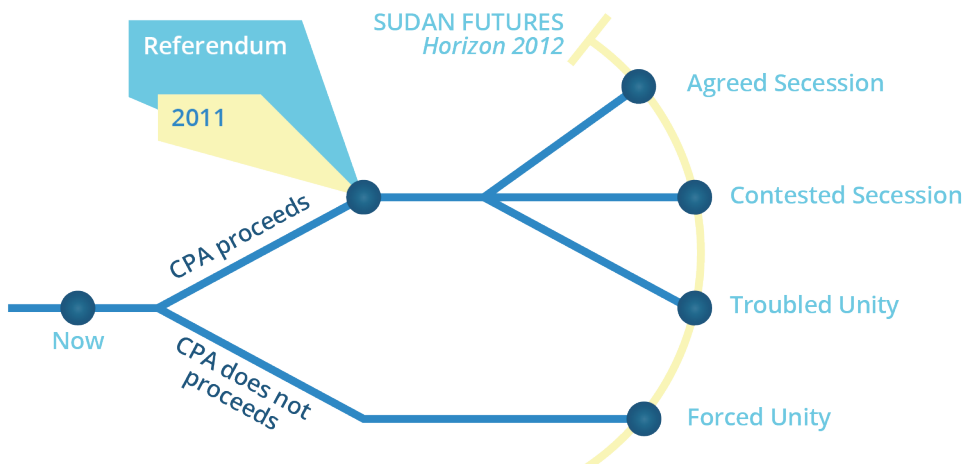 SUDAN FUTURES
Horizon 2012
Referendum
2011
Agreed Secession
Contested Secession
CPA proceeds
Troubled Unity
Now
CPA does not
proceeds
Forced Unity